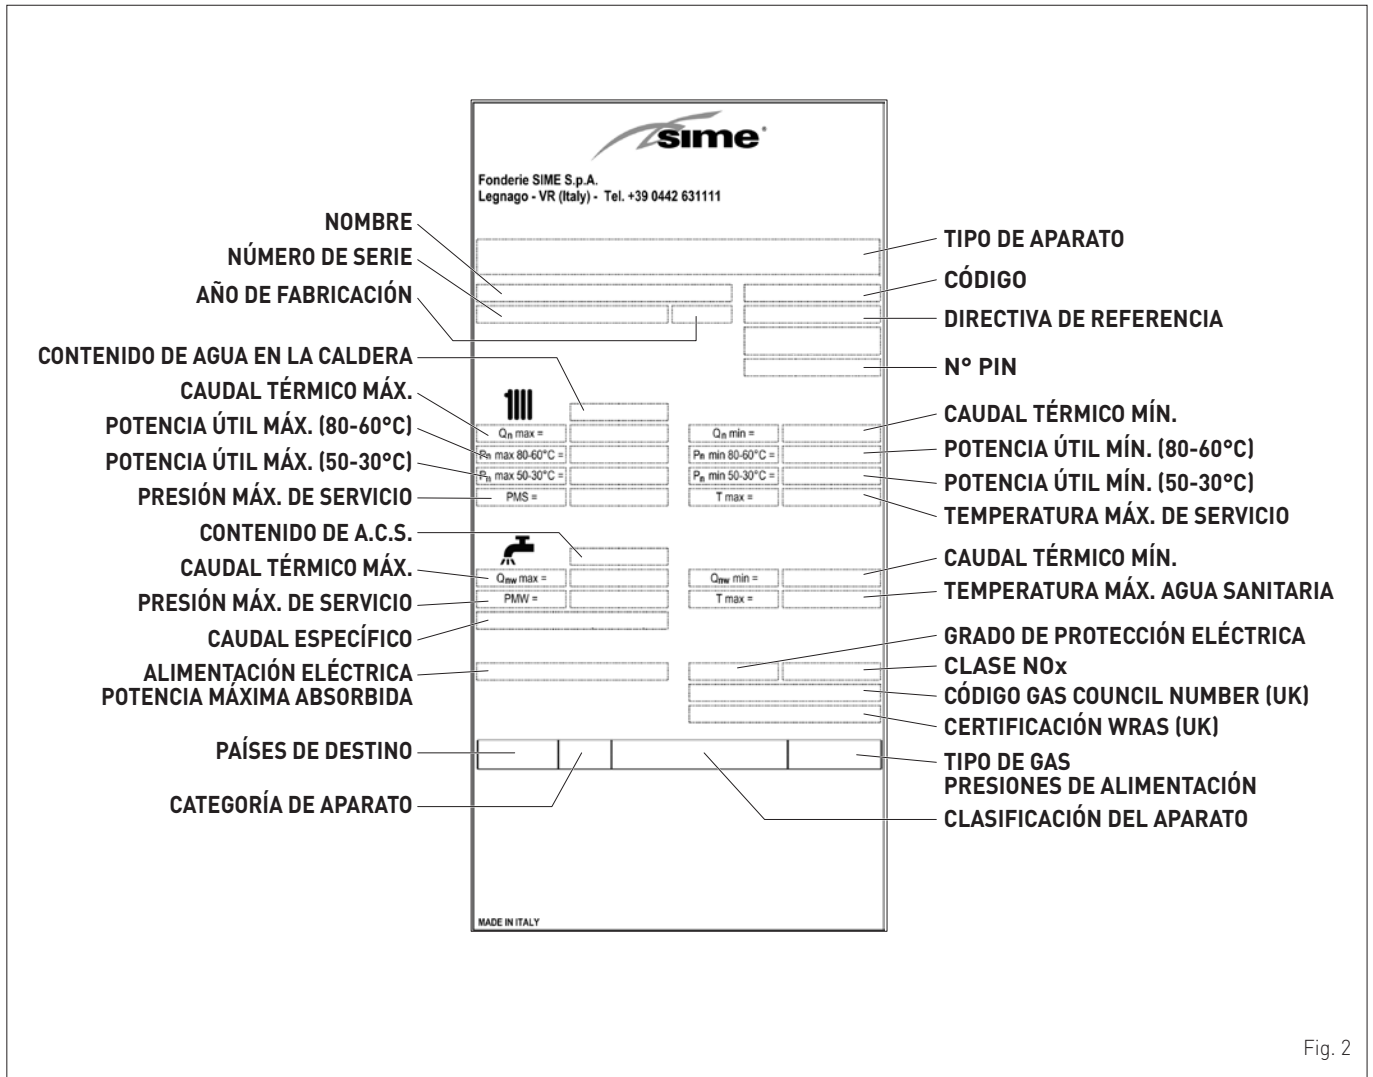 sime®
Fonderie SIME S.p.A.
Legnago - VR (Italy) - Tel. +39 0442 631111
NOMBRE
NÚMERO DE SERIE
AÑO DE FABRICACIÓN
CONTENIDO DE AGUA EN LA CALDERA
CAUDAL TÉRMICO MÁX.
POTENCIA ÚTIL MÁX. (80-60°C)
POTENCIA ÚTIL MÁX. (50-30°C)
PRESIÓN MÁX. DE SERVICIO
CONTENIDO DE A.C.S.
CAUDAL TÉRMICO MÁX.
PRESIÓN MÁX. DE SERVICIO
CAUDAL ESPECÍFICO
ALIMENTACIÓN ELÉCTRICA
POTENCIA MÁXIMA ABSORBIDA
PAÍSES DE DESTINO
CATEGORÍA DE APARATO
Qn max =
Pn max 80-60°C =
Pn max 50-30°C =
PMS =
Qn min =
Pn min 80-60°C =
Pn min 50-30°C =
T max =
Qnw max =
PMW =
Qnw min =
T max =
MADE IN ITALY
TIPO DE APARATO
CÓDIGO
DIRECTIVA DE REFERENCIA
N° PIN
CAUDAL TÉRMICO MÍN.
POTENCIA ÚTIL MÍN. (80-60°C)
POTENCIA ÚTIL MÍN. (50-30°C)
TEMPERATURA MÁX. DE SERVICIO
CAUDAL TÉRMICO MÍN.
TEMPERATURA MÁX. AGUA SANITARIA
GRADO DE PROTECCIÓN ELÉCTRICA
CLASE NOx
CÓDIGO GAS COUNCIL NUMBER (UK)
CERTIFICACIÓN WRAS (UK)
TIPO DE GAS
PRESIONES DE ALIMENTACIÓN
CLASIFICACIÓN DEL APARATO
Fig. 2